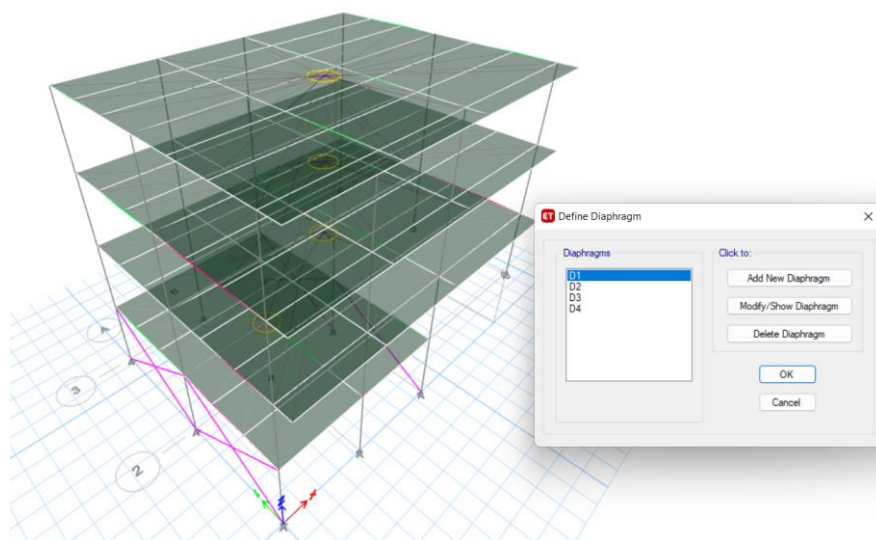 ET Define Diaphragm
Diaphragms
D1
D2
D3
D4
Click to:
Add New Diaphragm
Modify/Show Diaphragm
Delete Diaphragm
OK
Cancel
3
2